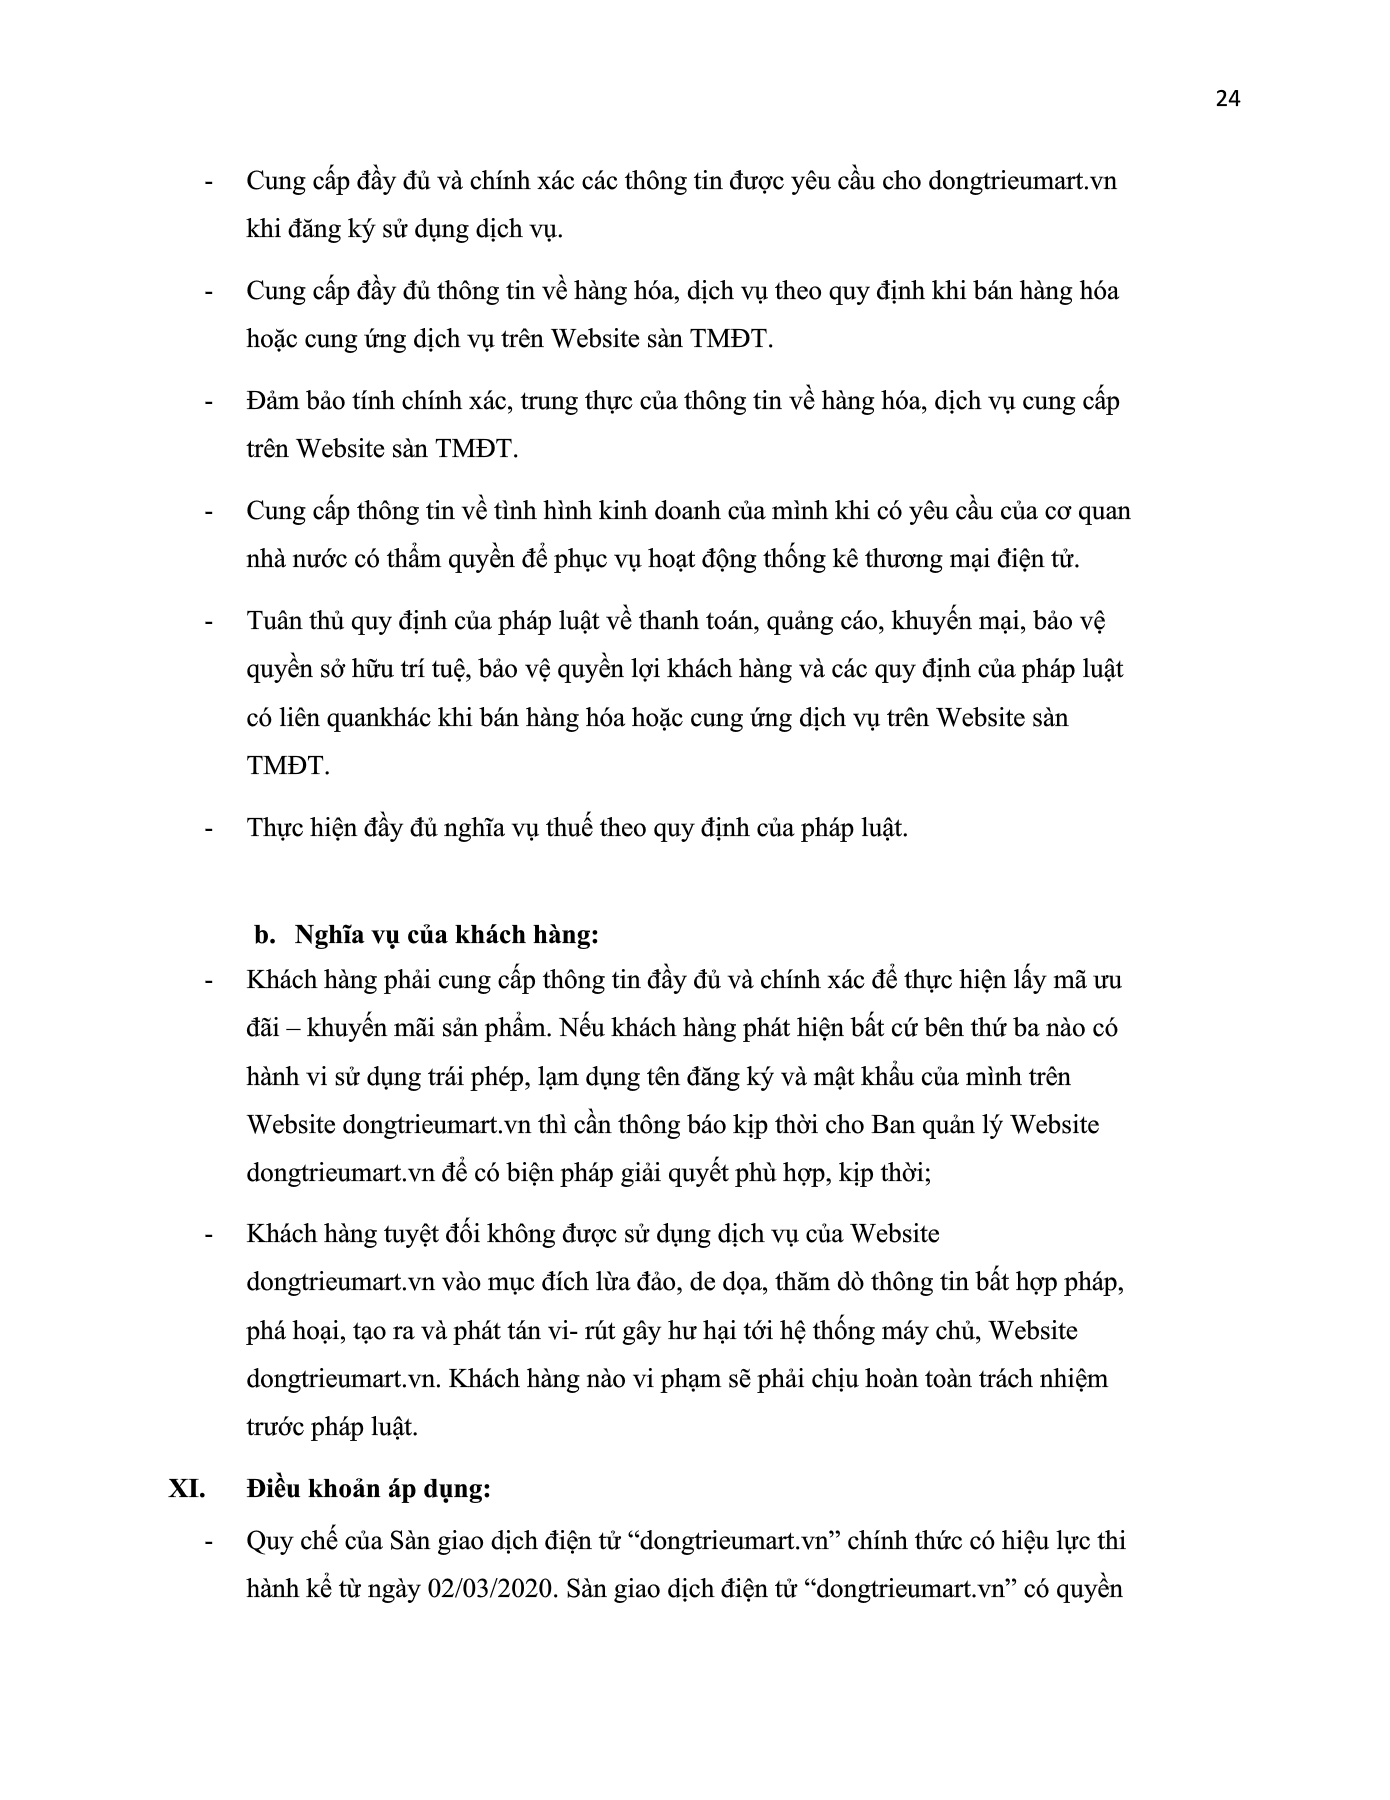 24
- Cung cấp đầy đủ và chính xác các thông tin được yêu cầu cho dongtrieumart.vn
khi đăng ký sử dụng dịch vụ.
- Cung cấp đầy đủ thông tin về hàng hóa, dịch vụ theo quy định khi bán hàng hóa
hoặc cung ứng dịch vụ trên Website sàn TMĐT.
- Đảm bảo tính chính xác, trung thực của thông tin về hàng hóa, dịch vụ cung cấp
trên Website sàn TMĐT.
- Cung cấp thông tin về tình hình kinh doanh của mình khi có yêu cầu của cơ quan
nhà nước có thẩm quyền để phục vụ hoạt động thống kê thương mại điện tử.
- Tuân thủ quy định của pháp luật về thanh toán, quảng cáo, khuyến mại, bảo vệ
quyền sở hữu trí tuệ, bảo vệ quyền lợi khách hàng và các quy định của pháp luật
có liên quankhác khi bán hàng hóa hoặc cung ứng dịch vụ trên Website sàn
TMĐT.
- Thực hiện đầy đủ nghĩa vụ thuế theo quy định của pháp luật.
b. Nghĩa vụ của khách hàng:
- Khách hàng phải cung cấp thông tin đầy đủ và chính xác để thực hiện lấy mã ưu
đãi – khuyến mãi sản phẩm. Nếu khách hàng phát hiện bất cứ bên thứ ba nào có
hành vi sử dụng trái phép, lạm dụng tên đăng ký và mật khẩu của mình trên
Website dongtrieumart.vn thì cần thông báo kịp thời cho Ban quản lý Website
dongtrieumart.vn để có biện pháp giải quyết phù hợp, kịp thời;
- Khách hàng tuyệt đối không được sử dụng dịch vụ của Website
dongtrieumart.vn vào mục đích lừa đảo, de dọa, thăm dò thông tin bất hợp pháp,
phá hoại, tạo ra và phát tán vi- rút gây hư hại tới hệ thống máy chủ, Website
dongtrieumart.vn. Khách hàng nào vi phạm sẽ phải chịu hoàn toàn trách nhiệm
trước pháp luật.
XI. Điều khoản áp dụng:
- Quy chế của Sàn giao dịch điện tử “dongtrieumart.vn” chính thức có hiệu lực thi
hành kể từ ngày 02/03/2020. Sàn giao dịch điện tử “dongtrieumart.vn” có quyền